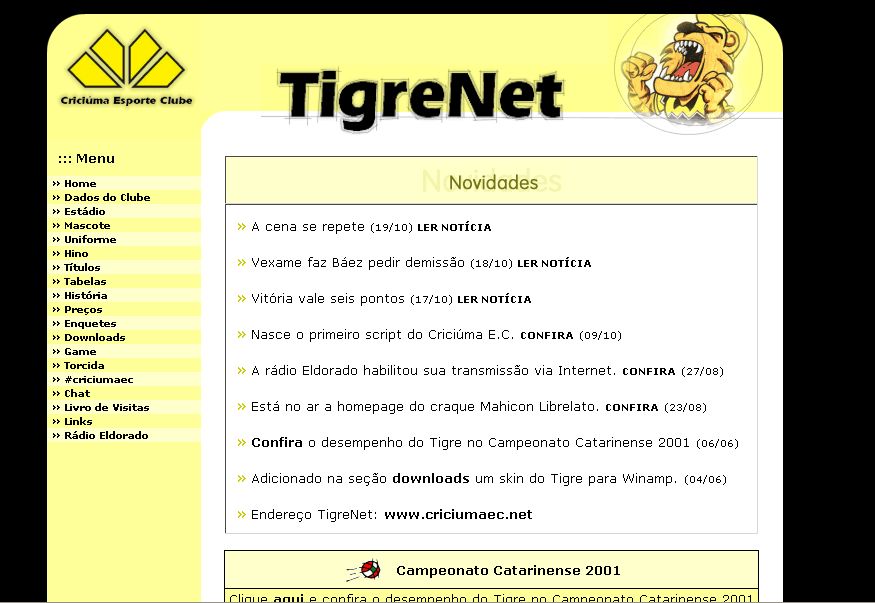 Criciúma Esporte Clube
TigreNet
::: Menu
›› Home
›› Dados do Clube
›› Estádio
›› Mascote
›› Uniforme
›› Hino
›› Títulos
›› Tabelas
›› História
›› Preços
›› Enquetes
›› Downloads
›› Game
›› Torcida
›› #criciumaec
›› Chat
›› Livro de Visitas
›› Links
›› Rádio Eldorado
Novidades
» A cena se repete (19/10) LER NOTÍCIA
» Vexame faz Báez pedir demissão (18/10) LER NOTÍCIA
» Vitória vale seis pontos (17/10) LER NOTÍCIA
» Nasce o primeiro script do Criciúma E.C. CONFIRA (09/10)
» A rádio Eldorado habilitou sua transmissão via Internet. CONFIRA (27/08)
» Está no ar a homepage do craque Mahicon Librelato. CONFIRA (23/08)
» Confira o desempenho do Tigre no Campeonato Catarinense 2001 (06/06)
» Adicionado na seção downloads um skin do Tigre para Winamp. (04/06)
» Endereço TigreNet: www.criciumaec.net
Campeonato Catarinense 2001
Clique aqui e confira o desempenho do Tigre no Campeonato Catarinense 2001